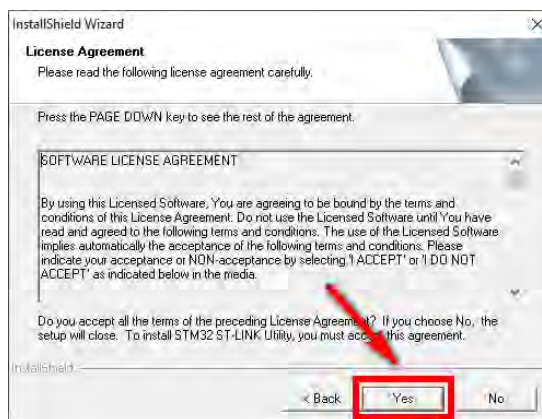 InstallShield Wizard
License Agreement
Please read the following license agreement carefully.
Press the PAGE DOWN key to see the rest of the agreement.
SOFTWARE LICENSE AGREEMENT
By using this Licensed Software, You are agreeing to be bound by the terms and
conditions of this License Agreement. Do not use the Licensed Software until You have
read and agreed to the following terms and conditions. The use of the Licensed Software
implies automatically the acceptance of the following terms and conditions. Please
indicate your acceptance or NON-acceptance by selecting 'I ACCEPT' or 'I DO NOT
ACCEPT' as indicated below in the media.
Do you accept all the terms of the preceding License Agreement? If you choose No, the
setup will close. To install STM32 ST-LINK Utility, you must accept this agreement.
InstallShield
< Back
Yes
No